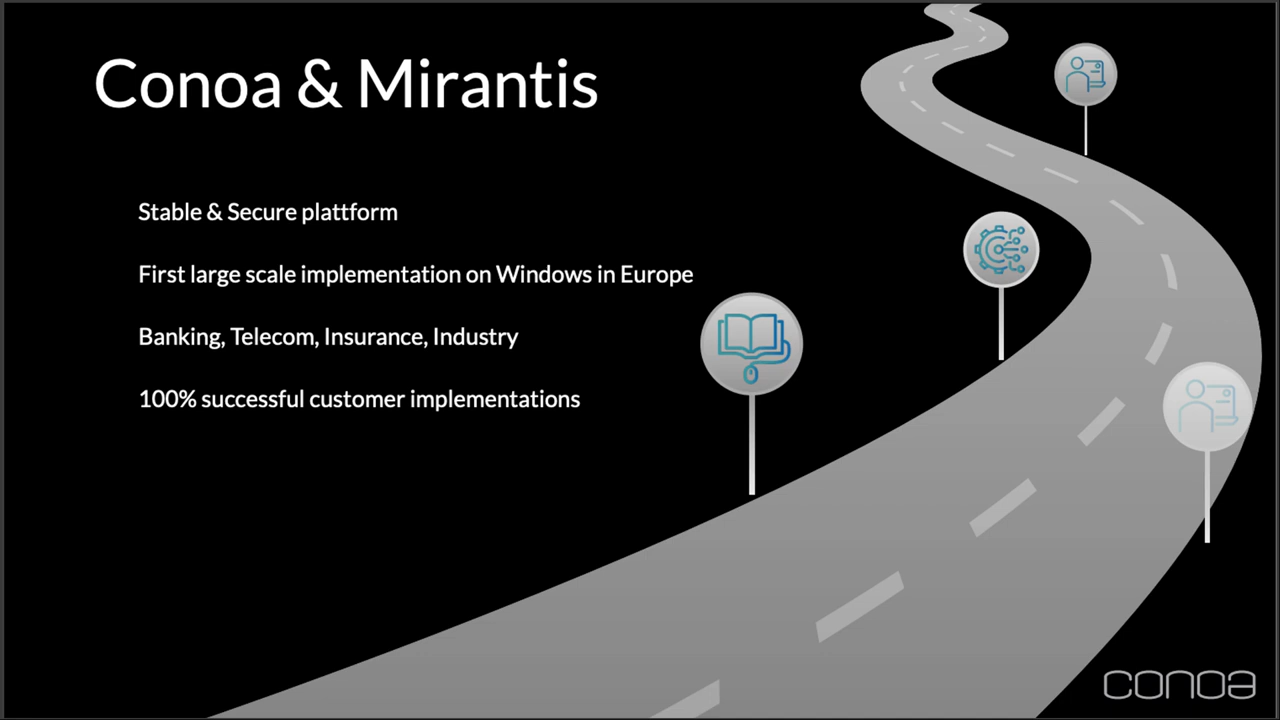 Conoa & Mirantis
Stable & Secure plattform
First large scale implementation on Windows in Europe
Banking, Telecom, Insurance, Industry
100% successful customer implementations
conoa